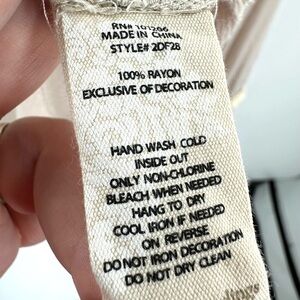 RN# 101206
MADE IN CHINA
STYLE# 2DF28
100% RAYON
EXCLUSIVE OF DECORATION
HAND WASH COLD
INSIDE OUT
ONLY NON-CHLORINE
BLEACH WHEN NEEDED
HANG TO DRY
COOL IRON IF NEEDED
ON REVERSE
DO NOT IRON DECORATION
DO NOT DRY CLEAN